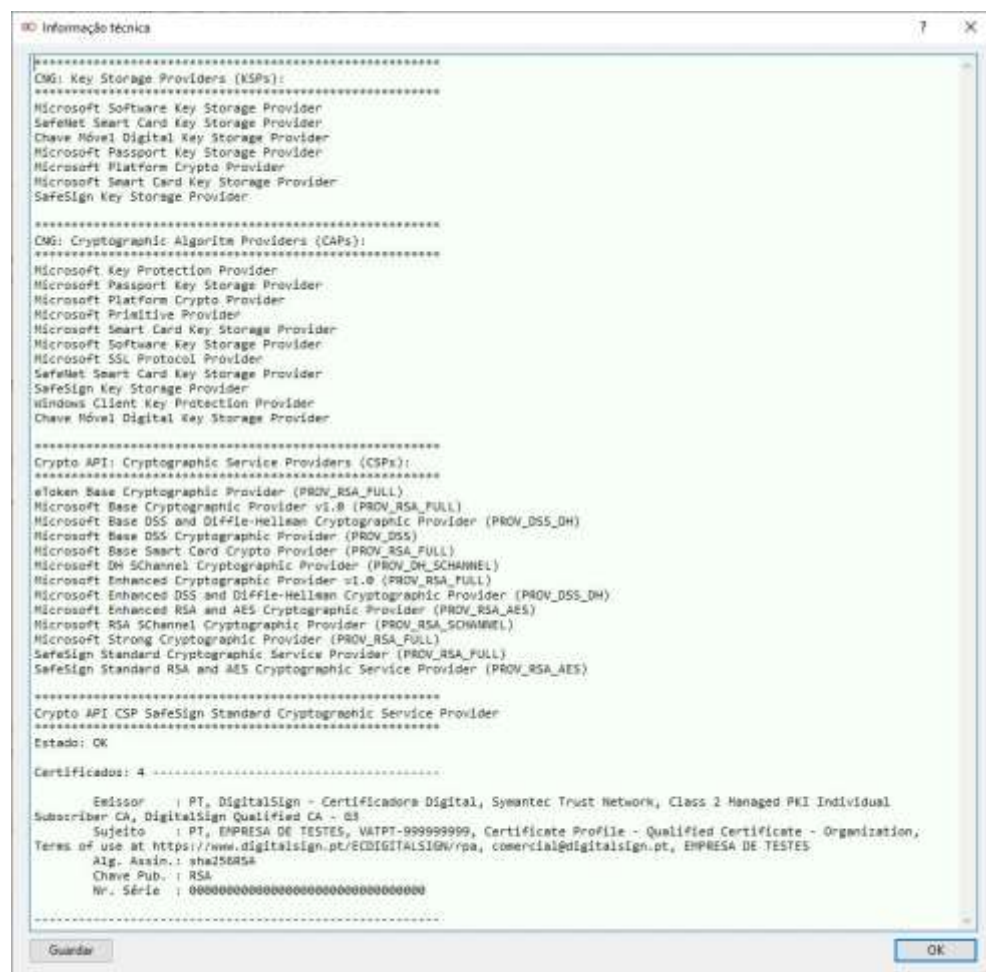 Informação técnica
? ×
********************************************
CNG: Key Storage Providers (KSPs):
********************************************
Microsoft Software Key Storage Provider
SafeNet Smart Card Key Storage Provider
Chave Móvel Digital Key Storage Provider
Microsoft Passport Key Storage Provider
Microsoft Platform Crypto Provider
Microsoft Smart Card Key Storage Provider
SafeSign Key Storage Provider
********************************************
CNG: Cryptographic Algoritm Providers (CAPs):
********************************************
Microsoft Key Protection Provider
Microsoft Passport Key Storage Provider
Microsoft Platform Crypto Provider
Microsoft Primitive Provider
Microsoft Smart Card Key Storage Provider
Microsoft Software Key Storage Provider
Microsoft SSL Protocol Provider
SafeNet Smart Card Key Storage Provider
SafeSign Key Storage Provider
Windows Client Key Protection Provider
Chave Móvel Digital Key Storage Provider
********************************************
Crypto API: Cryptographic Service Providers (CSPs):
********************************************
eToken Base Cryptographic Provider (PROV_RSA_FULL)
Microsoft Base Cryptographic Provider v1.0 (PROV_RSA_FULL)
Microsoft Base DSS and Diffie-Hellman Cryptographic Provider (PROV_DSS_DH)
Microsoft Base DSS Cryptographic Provider (PROV_DSS)
Microsoft Base Smart Card Crypto Provider (PROV_RSA_FULL)
Microsoft DH SChannel Cryptographic Provider (PROV_DH_SCHANNEL)
Microsoft Enhanced Cryptographic Provider v1.0 (PROV_RSA_FULL)
Microsoft Enhanced DSS and Diffie-Hellman Cryptographic Provider (PROV_DSS_DH)
Microsoft Enhanced RSA and AES Cryptographic Provider (PROV_RSA_AES)
Microsoft RSA SChannel Cryptographic Provider (PROV_RSA_SCHANNEL)
Microsoft Strong Cryptographic Provider (PROV_RSA_FULL)
SafeSign Standard Cryptographic Service Provider (PROV_RSA_FULL)
SafeSign Standard RSA and AES Cryptographic Service Provider (PROV_RSA_AES)
********************************************
Crypto API CSP SafeSign Standard Cryptographic Service Provider
********************************************
Estado: OK
Certificados: 4 -------------------------------
Emissor : PT, DigitalSign - Certificadora Digital, Symantec Trust Network, Class 2 Managed PKI Individual
Subscriber CA, DigitalSign Qualified CA - G3
Sujeito : PT, EMPRESA DE TESTES, VATPT-999999999, Certificate Profile - Qualified Certificate - Organization,
Terms of use at https://www.digitalsign.pt/ECDIGITALSIGN/rpa, comercial@digitalsign.pt, EMPRESA DE TESTES
Alg. Assin.: sha256RSA
Chave Pub. : RSA
Nr. Série : 00000000000000000000000000000000
--------------------------------------------
Guardar
OK